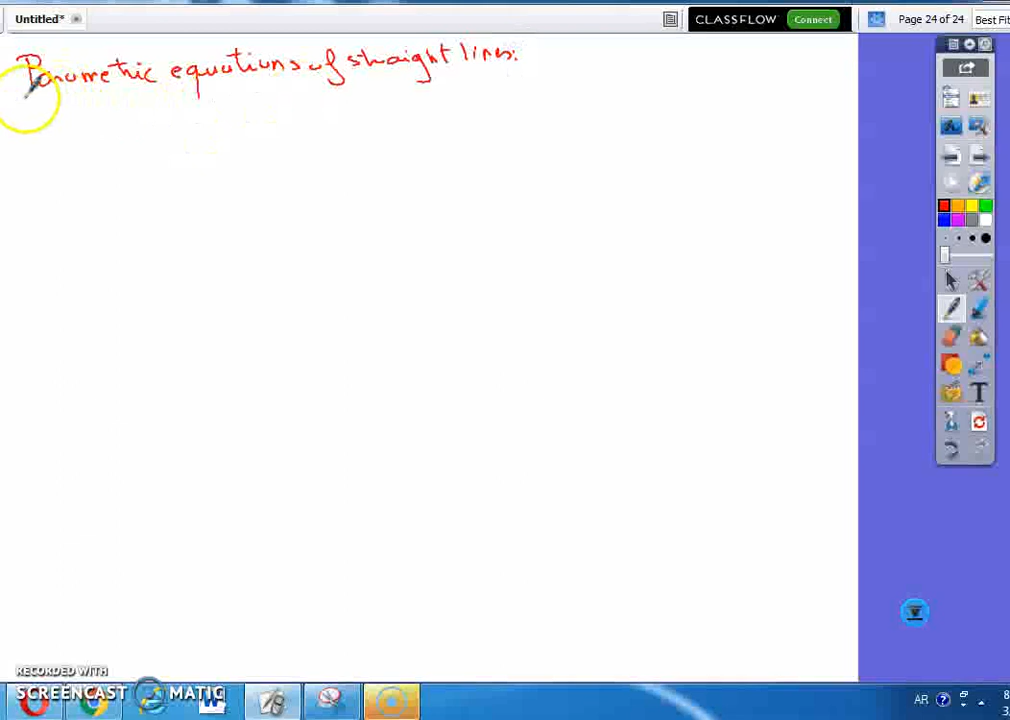 Untitled*
CLASSFLOW Connect
Page 24 of 24
Best Fit
Parametric equations of straight lines:
RECORDED WITH
SCREENCAST MATIC
AR